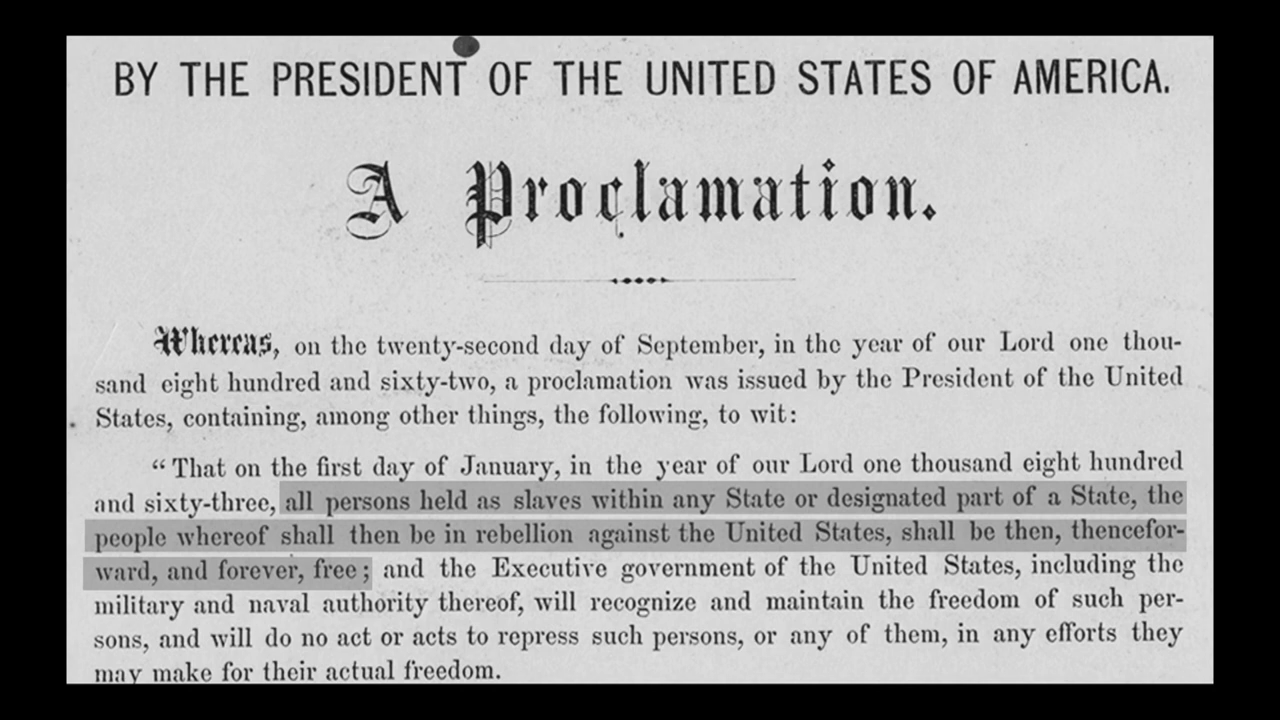 BY THE PRESIDENT OF THE UNITED STATES OF AMERICA.
A Proclamation.
Whereas, on the twenty-second day of September, in the year of our Lord one thou-
sand eight hundred and sixty-two, a proclamation was issued by the President of the United
States, containing, among other things, the following, to wit:
“That on the first day of January, in the year of our Lord one thousand eight hundred
and sixty-three, all persons held as slaves within any State or designated part of a State, the
people whereof shall then be in rebellion against the United States, shall be then, thencefor-
ward, and forever, free; and the Executive government of the United States, including the
military and naval authority thereof, will recognize and maintain the freedom of such per-
sons, and will do no act or acts to repress such persons, or any of them, in any efforts they
may make for their actual freedom.